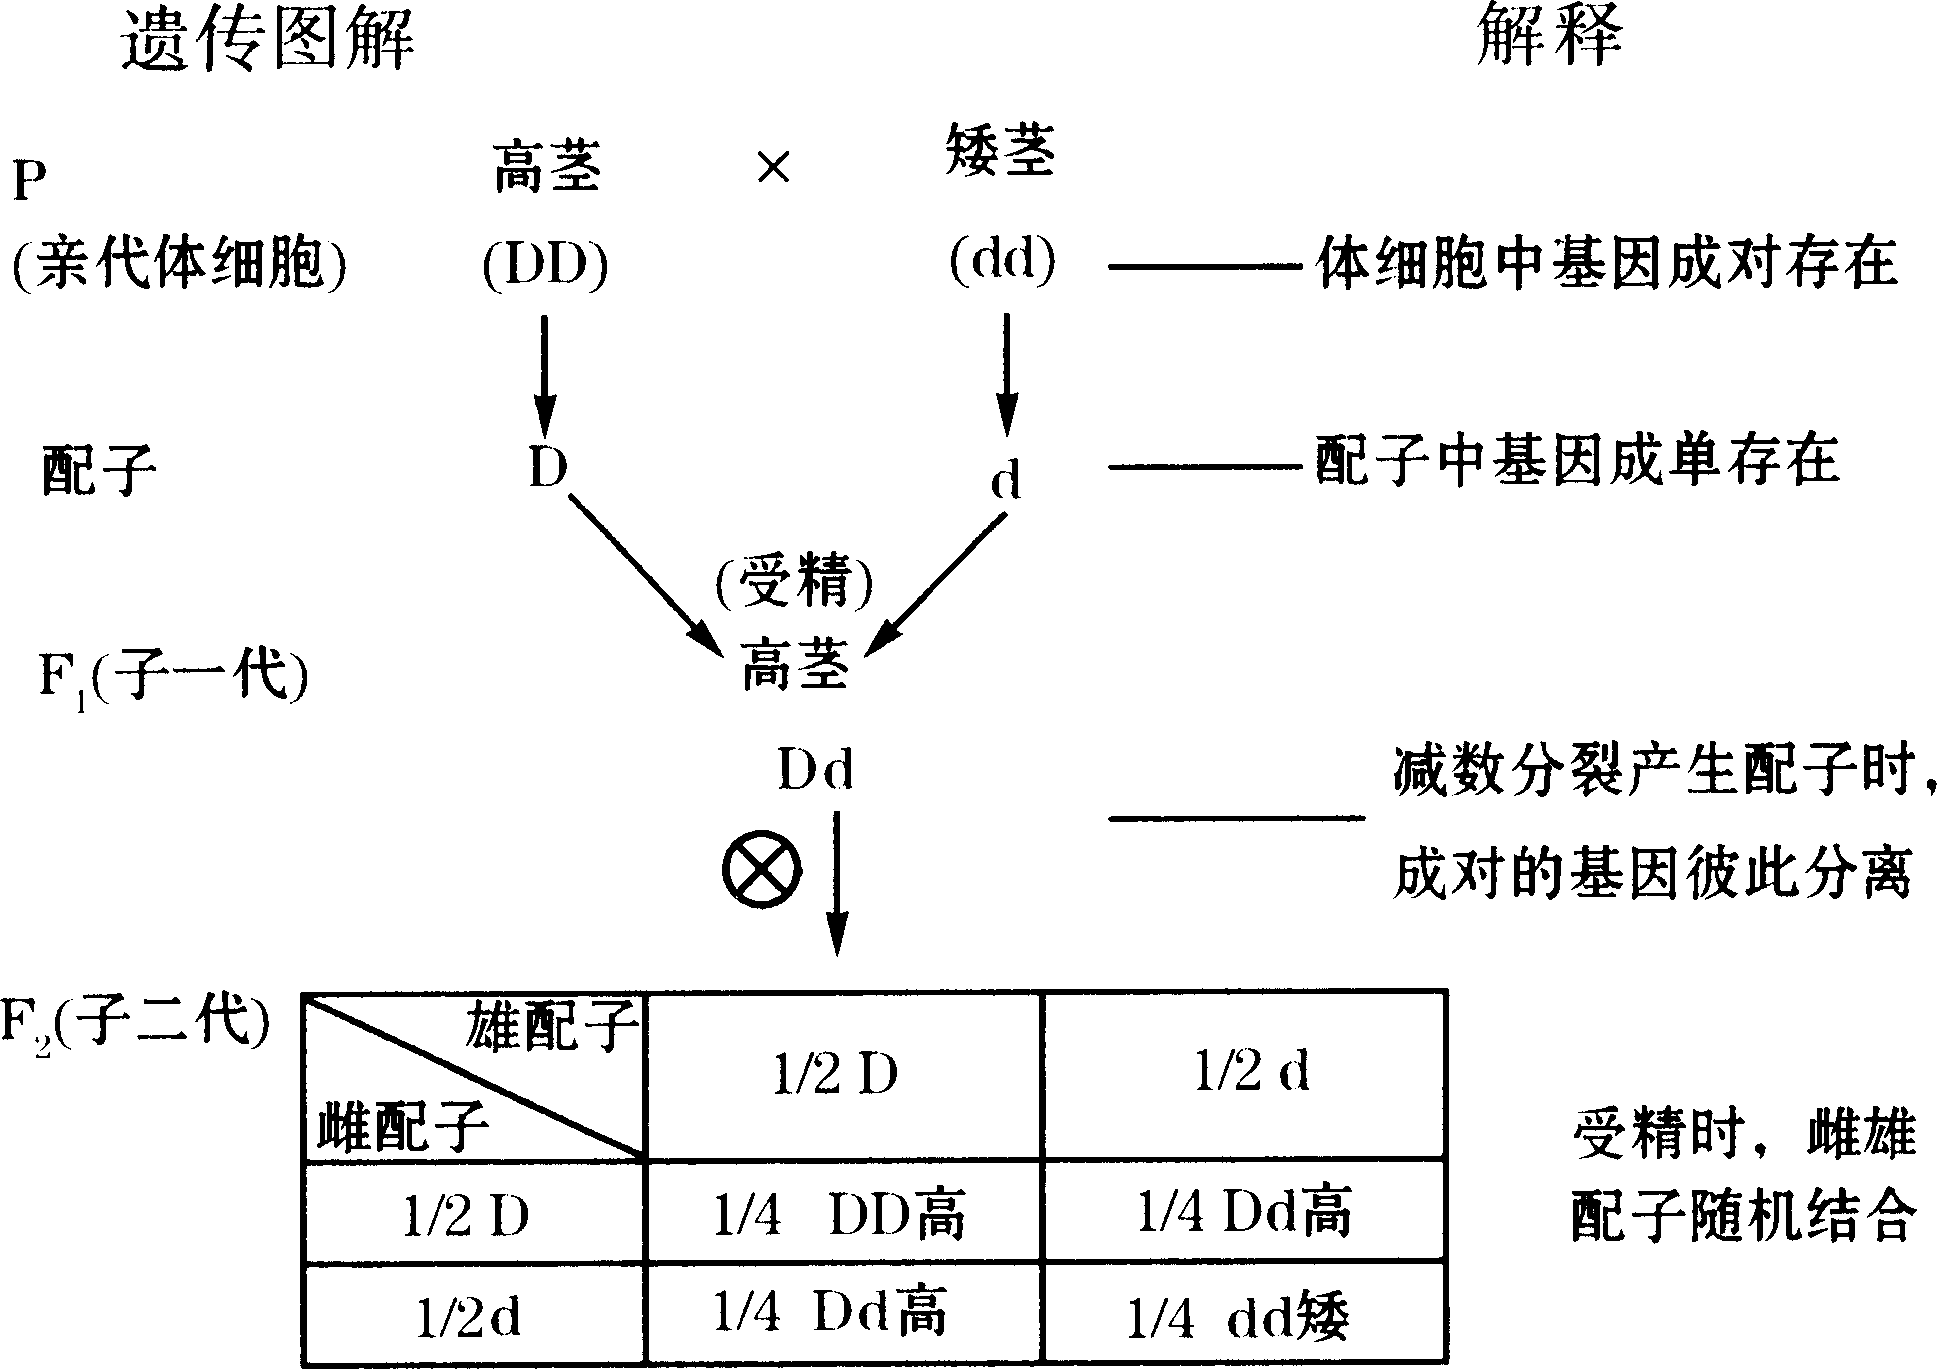 遗传图解 解释
P 高茎 × 矮茎
(亲代体细胞) (DD) (dd) 体细胞中基因成对存在
配子 D d 配子中基因成单存在
(受精)
F₁(子一代) 高茎
Dd
减数分裂产生配子时,
成对的基因彼此分离
F₂(子二代)
雄配子
雌配子
1/2 D 1/2 d
1/2 D 1/4 DD高 1/4 Dd高
1/2d 1/4 Dd高 1/4 dd矮
受精时, 雌雄
配子随机结合